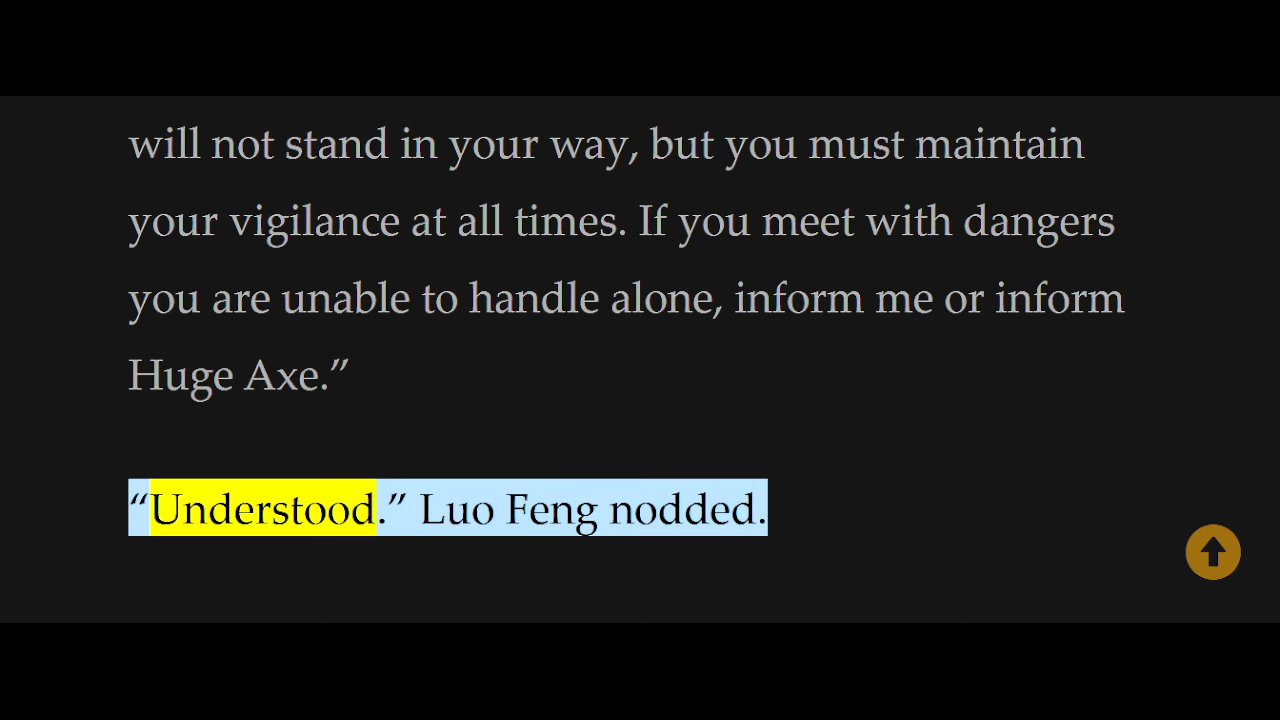 will not stand in your way, but you must maintain
your vigilance at all times. If you meet with dangers
you are unable to handle alone, inform me or inform
Huge Axe.”
“Understood.” Luo Feng nodded.